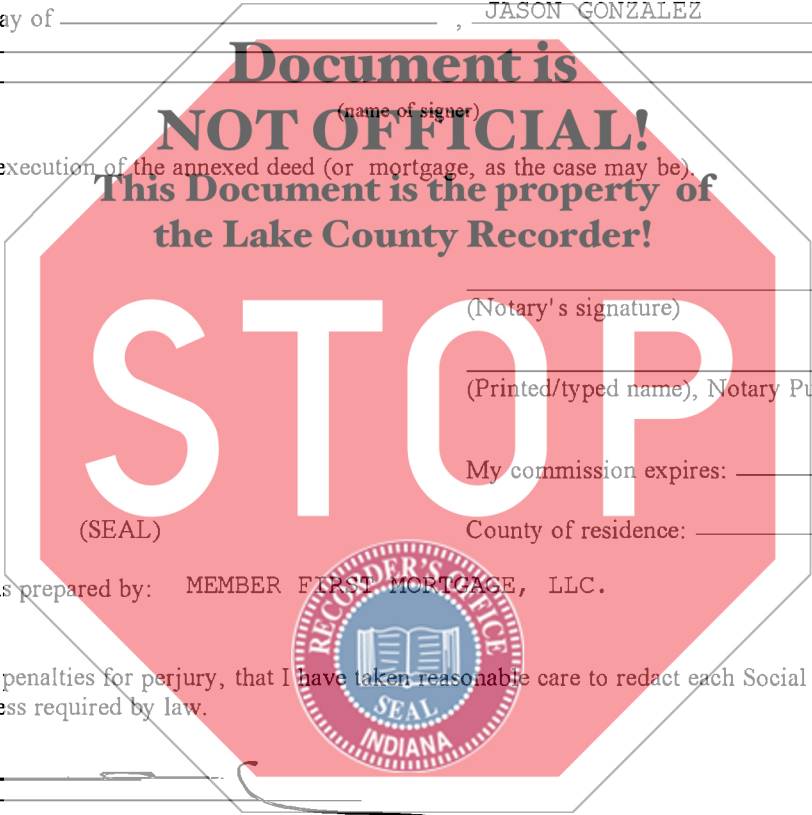 ay of , JASON GONZALEZ
Document is
(name of signer)
NOT OFFICIAL!
execution of the annexed deed (or mortgage, as the case may be).
This Document is the property of
the Lake County Recorder!
(Notary's signature)
STOP
(Printed/typed name), Notary Pu
My commission expires:
(SEAL) County of residence:
s prepared by: MEMBER FIRST MORTGAGE, LLC.
RECORDER'S OFFICE
SEAL
INDIANA
penalties for perjury, that I have taken reasonable care to redact each Social
ess required by law.